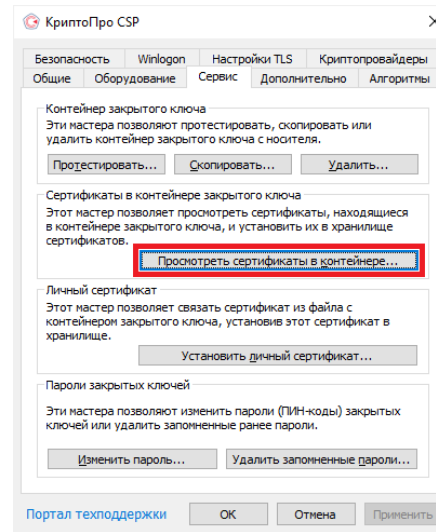 КриптоПро CSP
Безопасность Winlogon Настройки TLS Криптопровайдеры
Общие Оборудование Сервис Дополнительно Алгоритмы
Контейнер закрытого ключа
Эти мастера позволяют протестировать, скопировать или
удалить контейнер закрытого ключа с носителя.
Протестировать... Скопировать... Удалить...
Сертификаты в контейнере закрытого ключа
Этот мастер позволяет просмотреть сертификаты, находящиеся
в контейнере закрытого ключа, и установить их в хранилище
сертификатов.
Просмотреть сертификаты в контейнере...
Личный сертификат
Этот мастер позволяет связать сертификат из файла с
контейнером закрытого ключа, установив этот сертификат в
хранилище.
Установить личный сертификат...
Пароли закрытых ключей
Эти мастера позволяют изменить пароли (ПИН-коды) закрытых
ключей или удалить запомненные ранее пароли.
Изменить пароль... Удалить запомненные пароли...
Портал техподдержки ОК Отмена Применить